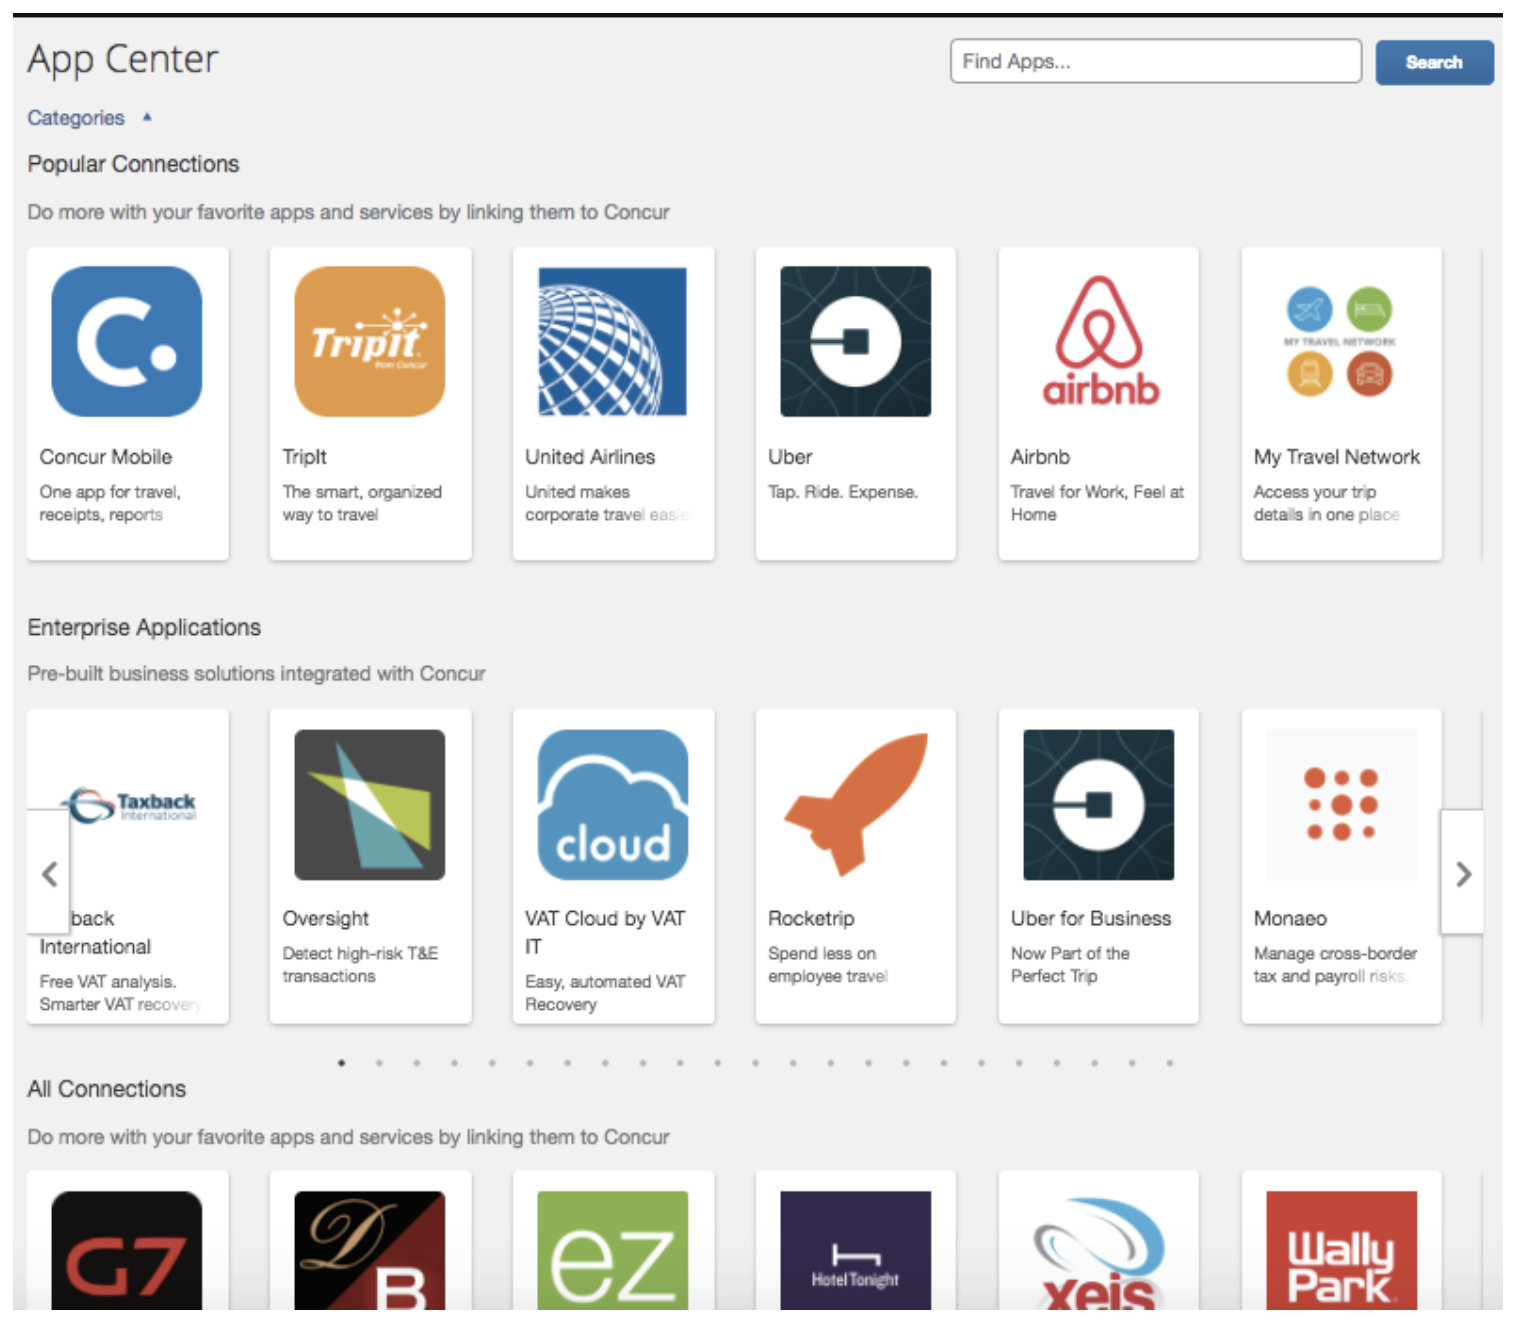 App Center
Find Apps...
Search
Categories
Popular Connections
Do more with your favorite apps and services by linking them to Concur
C.
TripIt
from Concur
airbnb
MY TRAVEL NETWORK
Concur Mobile
One app for travel,
receipts, reports
TripIt
The smart, organized
way to travel
United Airlines
United makes
corporate travel easier
Uber
Tap. Ride. Expense.
Airbnb
Travel for Work, Feel at
Home
My Travel Network
Access your trip
details in one place
Enterprise Applications
Pre-built business solutions integrated with Concur
Taxback
International
cloud
back
International
Free VAT analysis.
Smarter VAT recovery
Oversight
Detect high-risk T&E
transactions
VAT Cloud by VAT
IT
Easy, automated VAT
Recovery
Rocketrip
Spend less on
employee travel
Uber for Business
Now Part of the
Perfect Trip
Monaeo
Manage cross-border
tax and payroll risks.
All Connections
Do more with your favorite apps and services by linking them to Concur
G7
D
B
ez
HotelTonight
xeis
Wally
Park